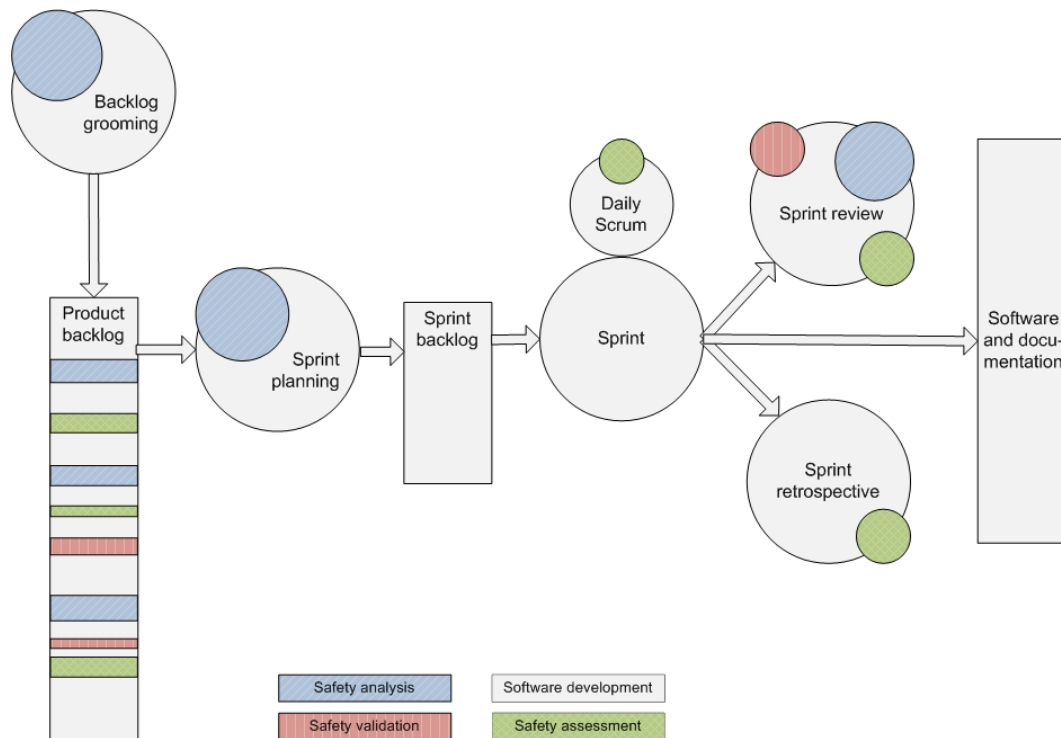 Backlog
grooming
Product
backlog
Sprint
planning
Sprint
backlog
Daily
Scrum
Sprint
Sprint review
Sprint
retrospective
Software
and docu-
mentation
Safety analysis
Software development
Safety validation
Safety assessment